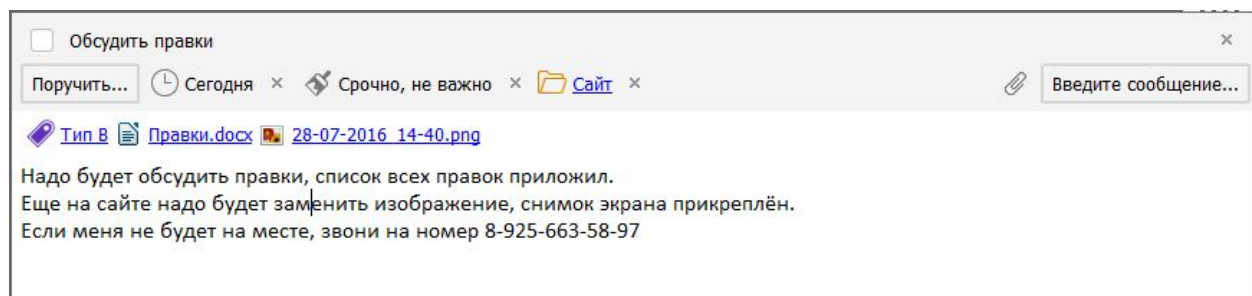 Обсудить правки
Поручить... Сегодня Срочно, не важно Сайт Введите сообщение...
Тип В Правки.docx 28-07-2016 14-40.png
Надо будет обсудить правки, список всех правок приложил.
Еще на сайте надо будет заменить изображение, снимок экрана прикреплён.
Если меня не будет на месте, звони на номер 8-925-663-58-97